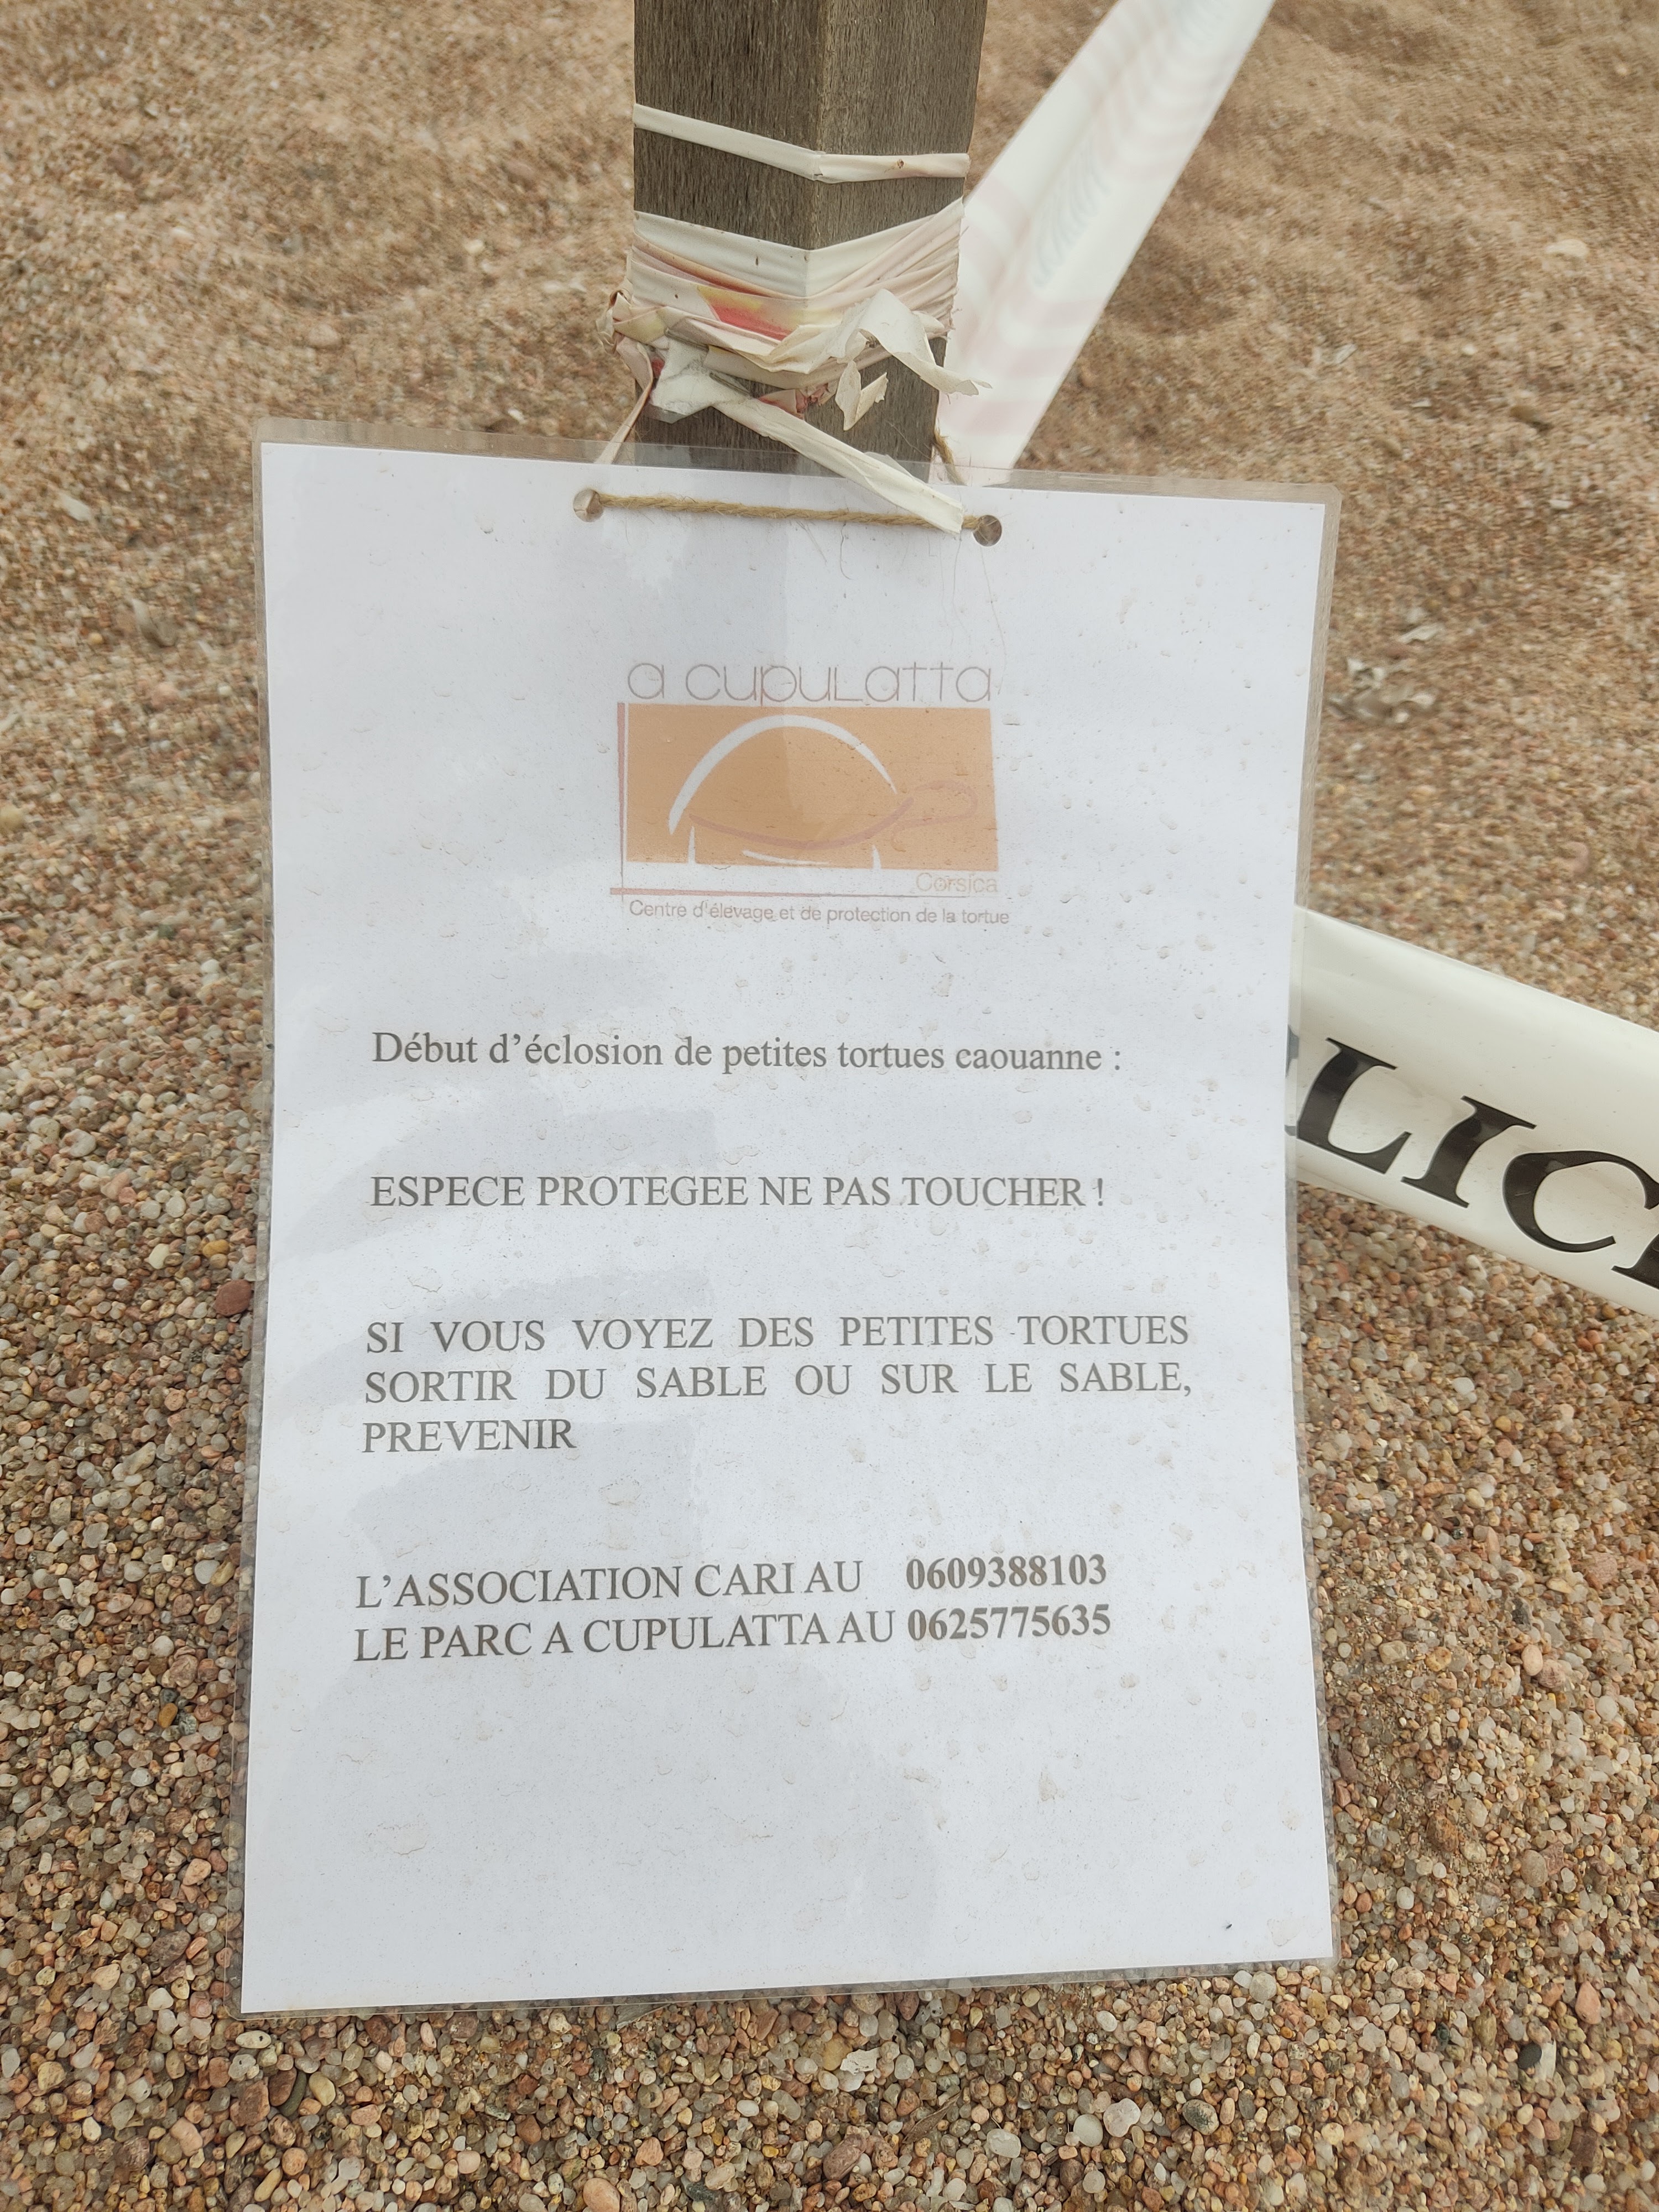 a cupulatta
Corsica
Centre d'élevage et de protection de la tortue
Début d’éclosion de petites tortues caouanne :
ESPECE PROTEGEE NE PAS TOUCHER !
SI VOUS VOYEZ DES PETITES TORTUES
SORTIR DU SABLE OU SUR LE SABLE,
PREVENIR
L’ASSOCIATION CARI AU 0609388103
LE PARC A CUPULATTA AU 0625775635
LICE